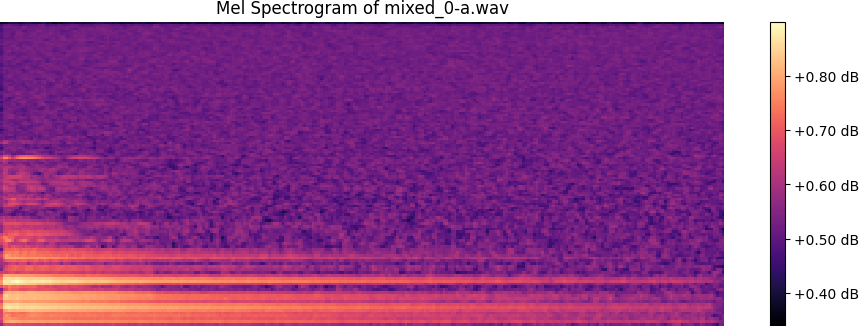 Mel Spectrogram of mixed_0-a.wav
+0.80 dB
+0.70 dB
+0.60 dB
+0.50 dB
+0.40 dB